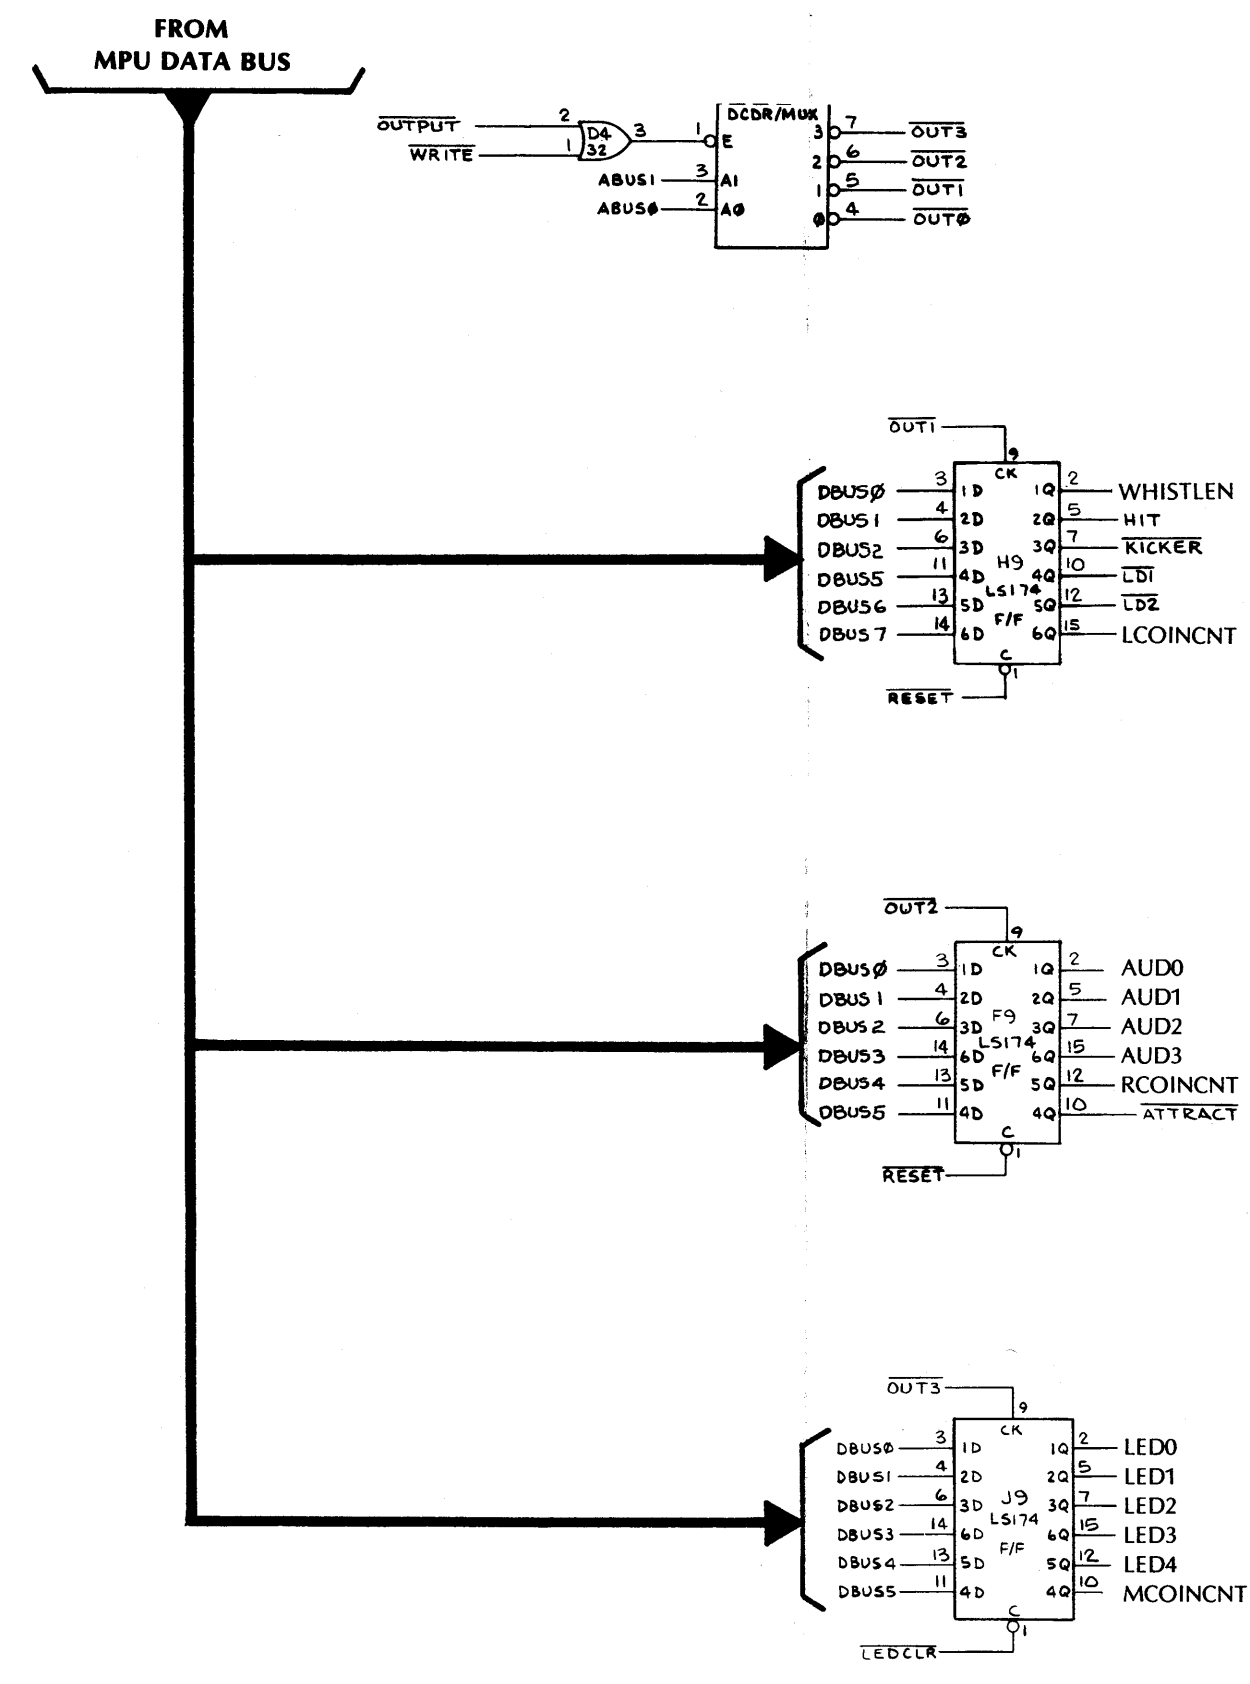 FROM
MPU DATA BUS
DCDR/MUX
OUTPUT 2 D4 3 1 E 3 7 OUT3
WRITE 1 32 2 6 OUT2
ABUS1 3 A1 1 5 OUT1
ABUSØ 2 AØ Ø 4 OUTØ
OUT1 9
CK
DBUSØ 3 1D 1Q 2 WHISTLEN
DBUS1 4 2D 2Q 5 HIT
DBUS2 6 3D 3Q 7 KICKER
H9
DBUS5 11 4D 4Q 10 LD1
LS174
DBUS6 13 5D 5Q 12 LD2
F/F
DBUS7 14 6D 6Q 15 LCOINCNT
C
RESET 1
OUT2 9
CK
DBUSØ 3 1D 1Q 2 AUD0
DBUS1 4 2D 2Q 5 AUD1
F9
DBUS2 6 3D 3Q 7 AUD2
LS174
DBUS3 14 6D 6Q 15 AUD3
F/F
DBUS4 13 5D 5Q 12 RCOINCNT
DBUS5 11 4D 4Q 10 ATTRACT
C
RESET 1
OUT3 9
CK
DBUSØ 3 1D 1Q 2 LED0
DBUS1 4 2D 2Q 5 LED1
J9
DBUS2 6 3D 3Q 7 LED2
LS174
DBUS3 14 6D 6Q 15 LED3
F/F
DBUS4 13 5D 5Q 12 LED4
DBUS5 11 4D 4Q 10 MCOINCNT
C
LEDCLR 1